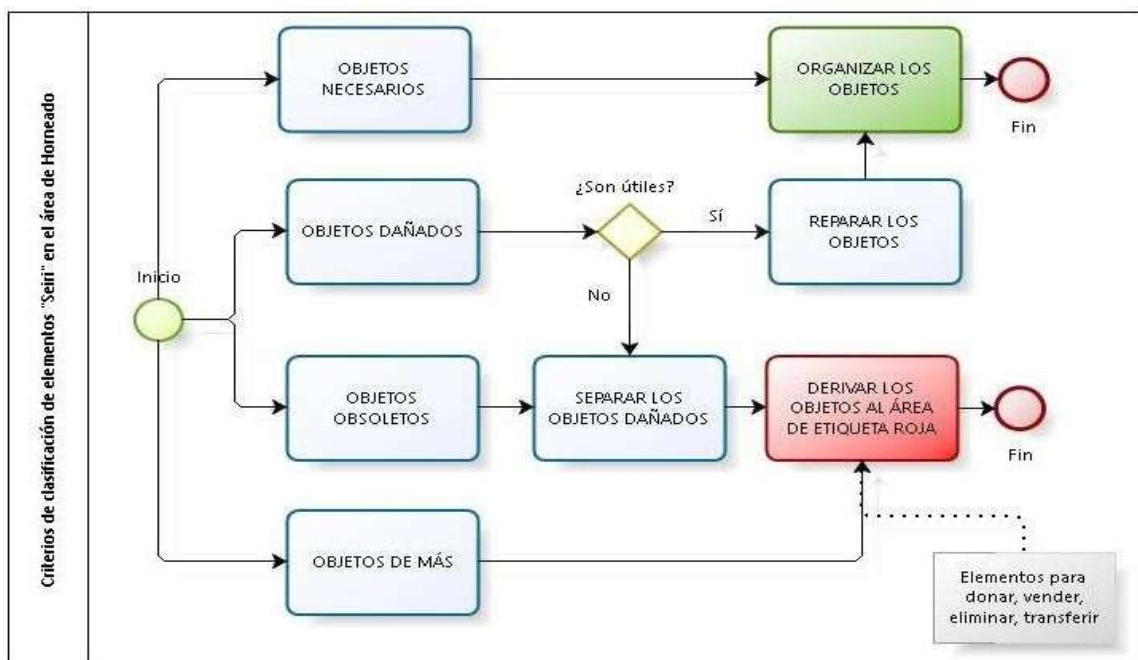 Criterios de clasificación de elementos "Seiri" en el área de Horneado
OBJETOS
NECESARIOS
ORGANIZAR LOS
OBJETOS
Fin
¿Son útiles?
OBJETOS DAÑADOS
Sí
REPARAR LOS
OBJETOS
Inicio
No
OBJETOS
OBSOLETOS
SEPARAR LOS
OBJETOS DAÑADOS
DERIVAR LOS
OBJETOS AL ÁREA
DE ETIQUETA ROJA
Fin
OBJETOS DE MÁS
Elementos para
donar, vender,
eliminar, transferir